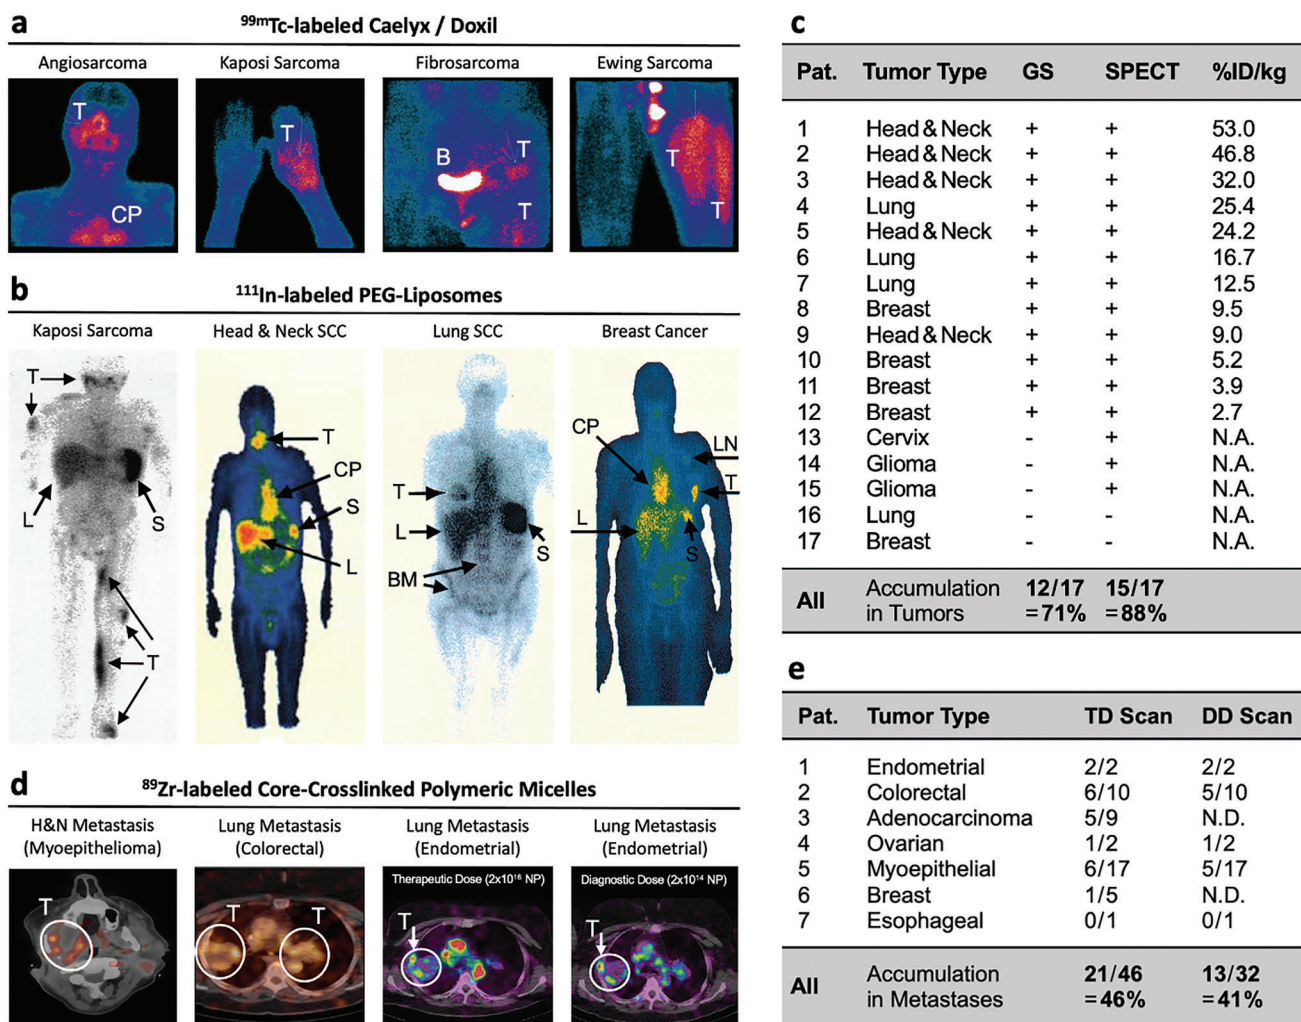 a
99mTc-labeled Caelyx / Doxil
Angiosarcoma
Kaposi Sarcoma
Fibrosarcoma
Ewing Sarcoma
T
CP
T
B
T
T
T
T
b
111In-labeled PEG-Liposomes
Kaposi Sarcoma
Head & Neck SCC
Lung SCC
Breast Cancer
T
L
S
T
T
CP
S
L
T
L
S
BM
CP
LN
T
L
S
c
Pat. Tumor Type GS SPECT %ID/kg
1 Head & Neck + + 53.0
2 Head & Neck + + 46.8
3 Head & Neck + + 32.0
4 Lung + + 25.4
5 Head & Neck + + 24.2
6 Lung + + 16.7
7 Lung + + 12.5
8 Breast + + 9.5
9 Head & Neck + + 9.0
10 Breast + + 5.2
11 Breast + + 3.9
12 Breast + + 2.7
13 Cervix - + N.A.
14 Glioma - + N.A.
15 Glioma - + N.A.
16 Lung - - N.A.
17 Breast - - N.A.
All Accumulation in Tumors 12/17 =71% 15/17 =88%
d
89Zr-labeled Core-Crosslinked Polymeric Micelles
H&N Metastasis
(Myoepithelioma)
Lung Metastasis
(Colorectal)
Lung Metastasis
(Endometrial)
Lung Metastasis
(Endometrial)
T
T
T
Therapeutic Dose (2x10¹⁶ NP)
T
Diagnostic Dose (2x10¹⁴ NP)
T
e
Pat. Tumor Type TD Scan DD Scan
1 Endometrial 2/2 2/2
2 Colorectal 6/10 5/10
3 Adenocarcinoma 5/9 N.D.
4 Ovarian 1/2 1/2
5 Myoepithelial 6/17 5/17
6 Breast 1/5 N.D.
7 Esophageal 0/1 0/1
All Accumulation in Metastases 21/46 =46% 13/32 =41%